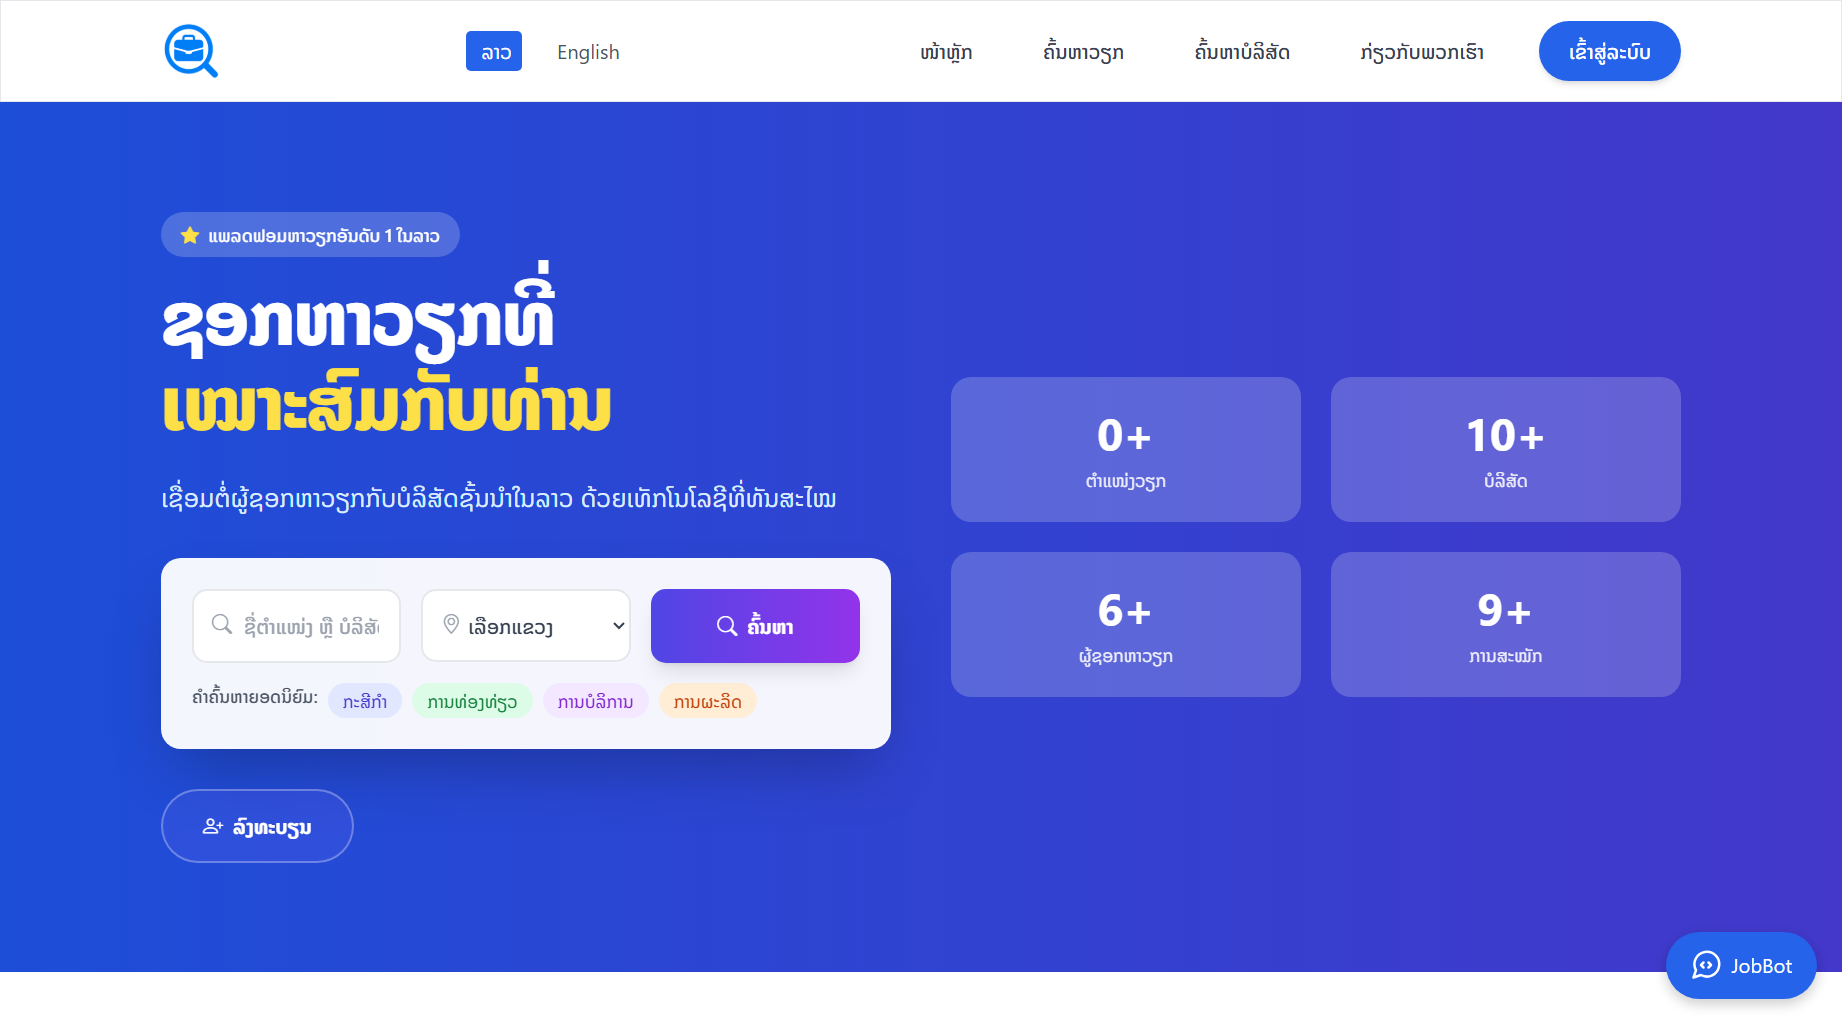 ລາວ English ໜ້າຫຼັກ ຄົ້ນຫາວຽກ ຄົ້ນຫາບໍລິສັດ ກ່ຽວກັບພວກເຮົາ ເຂົ້າສູ່ລະບົບ
ແພລດຟອມຫາວຽກອັນດັບ 1 ໃນລາວ
ຊອກຫາວຽກທີ່
ເໝາະສົມກັບທ່ານ
ເຊື່ອມຕໍ່ຜູ້ຊອກຫາວຽກກັບບໍລິສັດຊັ້ນນໍາໃນລາວ ດ້ວຍເທັກໂນໂລຊີທີ່ທັນສະໄໝ
ຊື່ຕໍາແໜ່ງ ຫຼື ບໍລິສັ ເລືອກແຂວງ ຄົ້ນຫາ
ຄໍາຄົ້ນຫາຍອດນິຍົມ: ກະສິກໍາ ການທ່ອງທ່ຽວ ການບໍລິການ ການຜະລິດ
ລົງທະບຽນ
0+
ຕໍາແໜ່ງວຽກ
10+
ບໍລິສັດ
6+
ຜູ້ຊອກຫາວຽກ
9+
ການສະໝັກ
JobBot